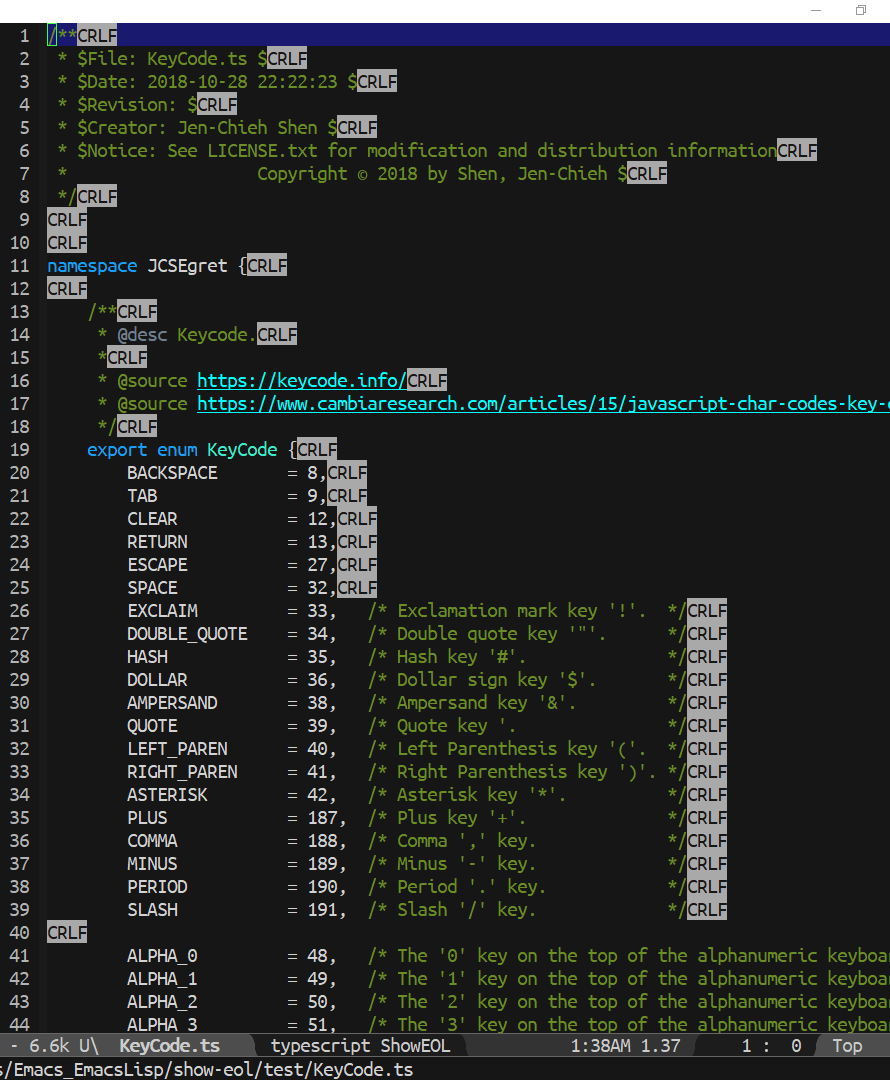 1 /**CRLF
2  * $File: KeyCode.ts $CRLF
3  * $Date: 2018-10-28 22:22:23 $CRLF
4  * $Revision: $CRLF
5  * $Creator: Jen-Chieh Shen $CRLF
6  * $Notice: See LICENSE.txt for modification and distribution informationCRLF
7  *                   Copyright © 2018 by Shen, Jen-Chieh $CRLF
8  */CRLF
9 CRLF
10 CRLF
11 namespace JCSEgret {CRLF
12 CRLF
13     /**CRLF
14      * @desc Keycode.CRLF
15      *CRLF
16      * @source https://keycode.info/CRLF
17      * @source https://www.cambiaresearch.com/articles/15/javascript-char-codes-key-c
18      */CRLF
19     export enum KeyCode {CRLF
20         BACKSPACE       = 8,CRLF
21         TAB             = 9,CRLF
22         CLEAR           = 12,CRLF
23         RETURN          = 13,CRLF
24         ESCAPE          = 27,CRLF
25         SPACE           = 32,CRLF
26         EXCLAIM         = 33,   /* Exclamation mark key '!'.  */CRLF
27         DOUBLE_QUOTE    = 34,   /* Double quote key '"'.      */CRLF
28         HASH            = 35,   /* Hash key '#'.              */CRLF
29         DOLLAR          = 36,   /* Dollar sign key '$'.       */CRLF
30         AMPERSAND       = 38,   /* Ampersand key '&'.         */CRLF
31         QUOTE           = 39,   /* Quote key '.               */CRLF
32         LEFT_PAREN      = 40,   /* Left Parenthesis key '('.  */CRLF
33         RIGHT_PAREN     = 41,   /* Right Parenthesis key ')'. */CRLF
34         ASTERISK        = 42,   /* Asterisk key '*'.          */CRLF
35         PLUS            = 187,  /* Plus key '+'.              */CRLF
36         COMMA           = 188,  /* Comma ',' key.             */CRLF
37         MINUS           = 189,  /* Minus '-' key.             */CRLF
38         PERIOD          = 190,  /* Period '.' key.            */CRLF
39         SLASH           = 191,  /* Slash '/' key.             */CRLF
40 CRLF
41         ALPHA_0         = 48,   /* The '0' key on the top of the alphanumeric keyboa
42         ALPHA_1         = 49,   /* The '1' key on the top of the alphanumeric keyboa
43         ALPHA_2         = 50,   /* The '2' key on the top of the alphanumeric keyboa
44         ALPHA_3         = 51,   /* The '3' key on the top of the alphanumeric keyboa
- 6.6k U\ KeyCode.ts typescript ShowEOL 1:38AM 1.37 1 : 0 Top
s/Emacs_EmacsLisp/show-eol/test/KeyCode.ts